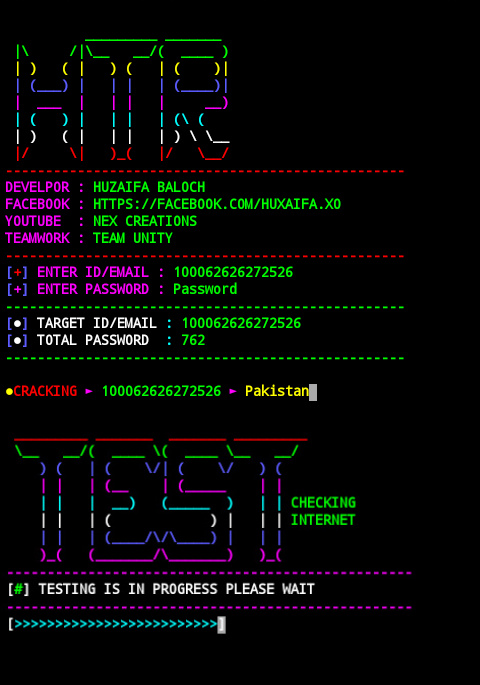 HTR
DEVELPOR : HUZAIFA BALOCH
FACEBOOK : HTTPS://FACEBOOK.COM/HUXAIFA.XO
YOUTUBE : NEX CREATIONS
TEAMWORK : TEAM UNITY
[+] ENTER ID/EMAIL : 100062626272526
[+] ENTER PASSWORD : Password
[●] TARGET ID/EMAIL : 100062626272526
[●] TOTAL PASSWORD : 762
●CRACKING ► 100062626272526 ► Pakistan
TEST
CHECKING
INTERNET
[#] TESTING IS IN PROGRESS PLEASE WAIT
[>>>>>>>>>>>>>>>>>>>>>>>>>]